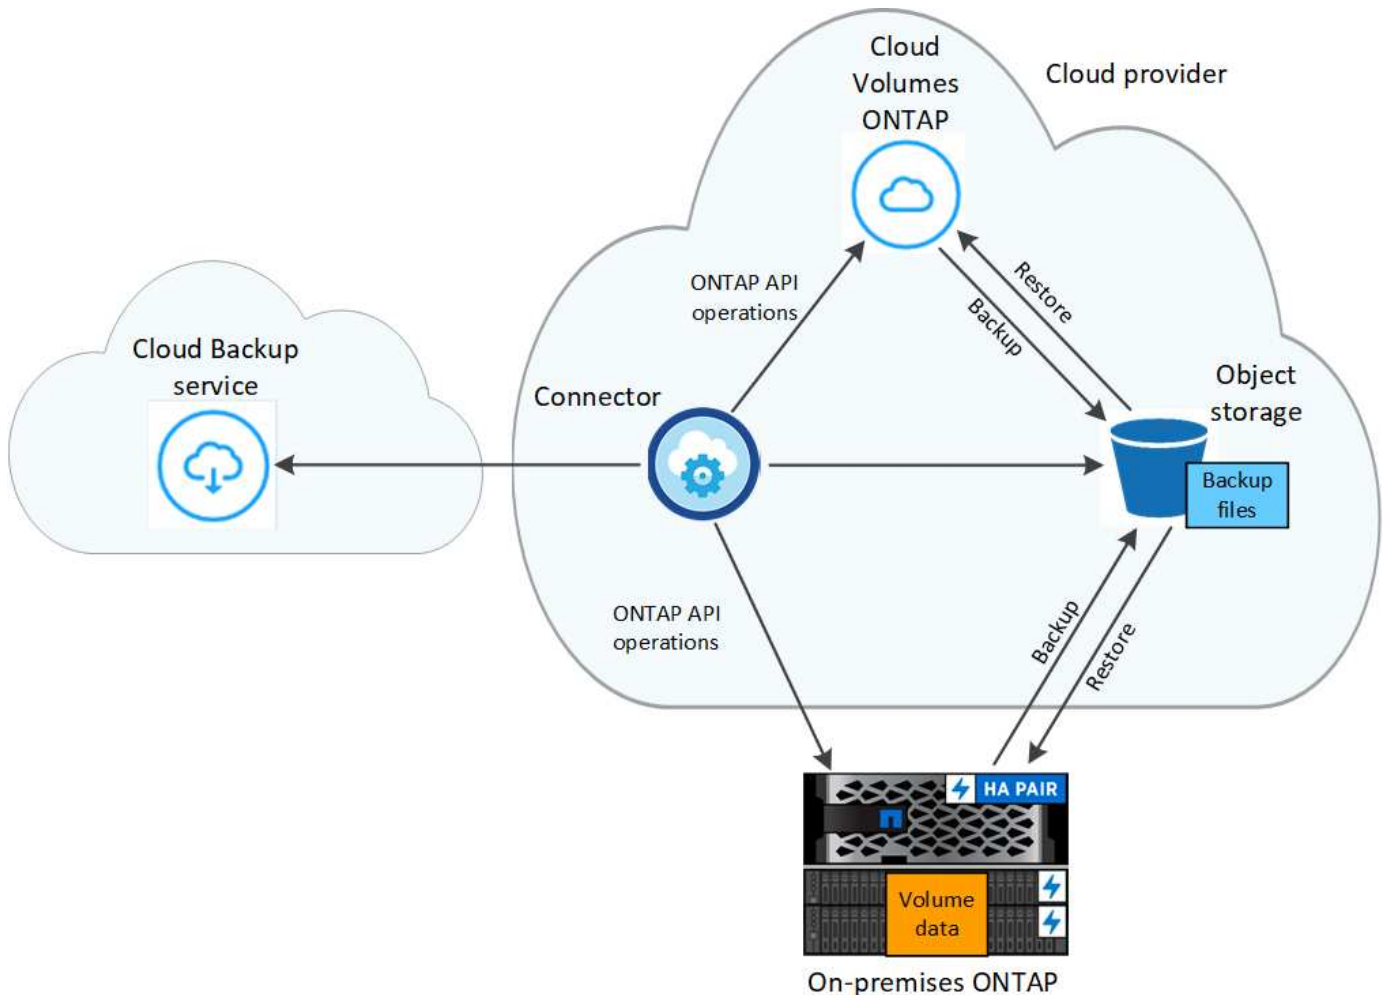 Cloud
Volumes
ONTAP
Cloud provider
ONTAP API
operations
Restore
Backup
Cloud Backup
service
Connector
Object
storage
Backup
files
ONTAP API
operations
Backup
Restore
HA PAIR
Volume
data
On-premises ONTAP